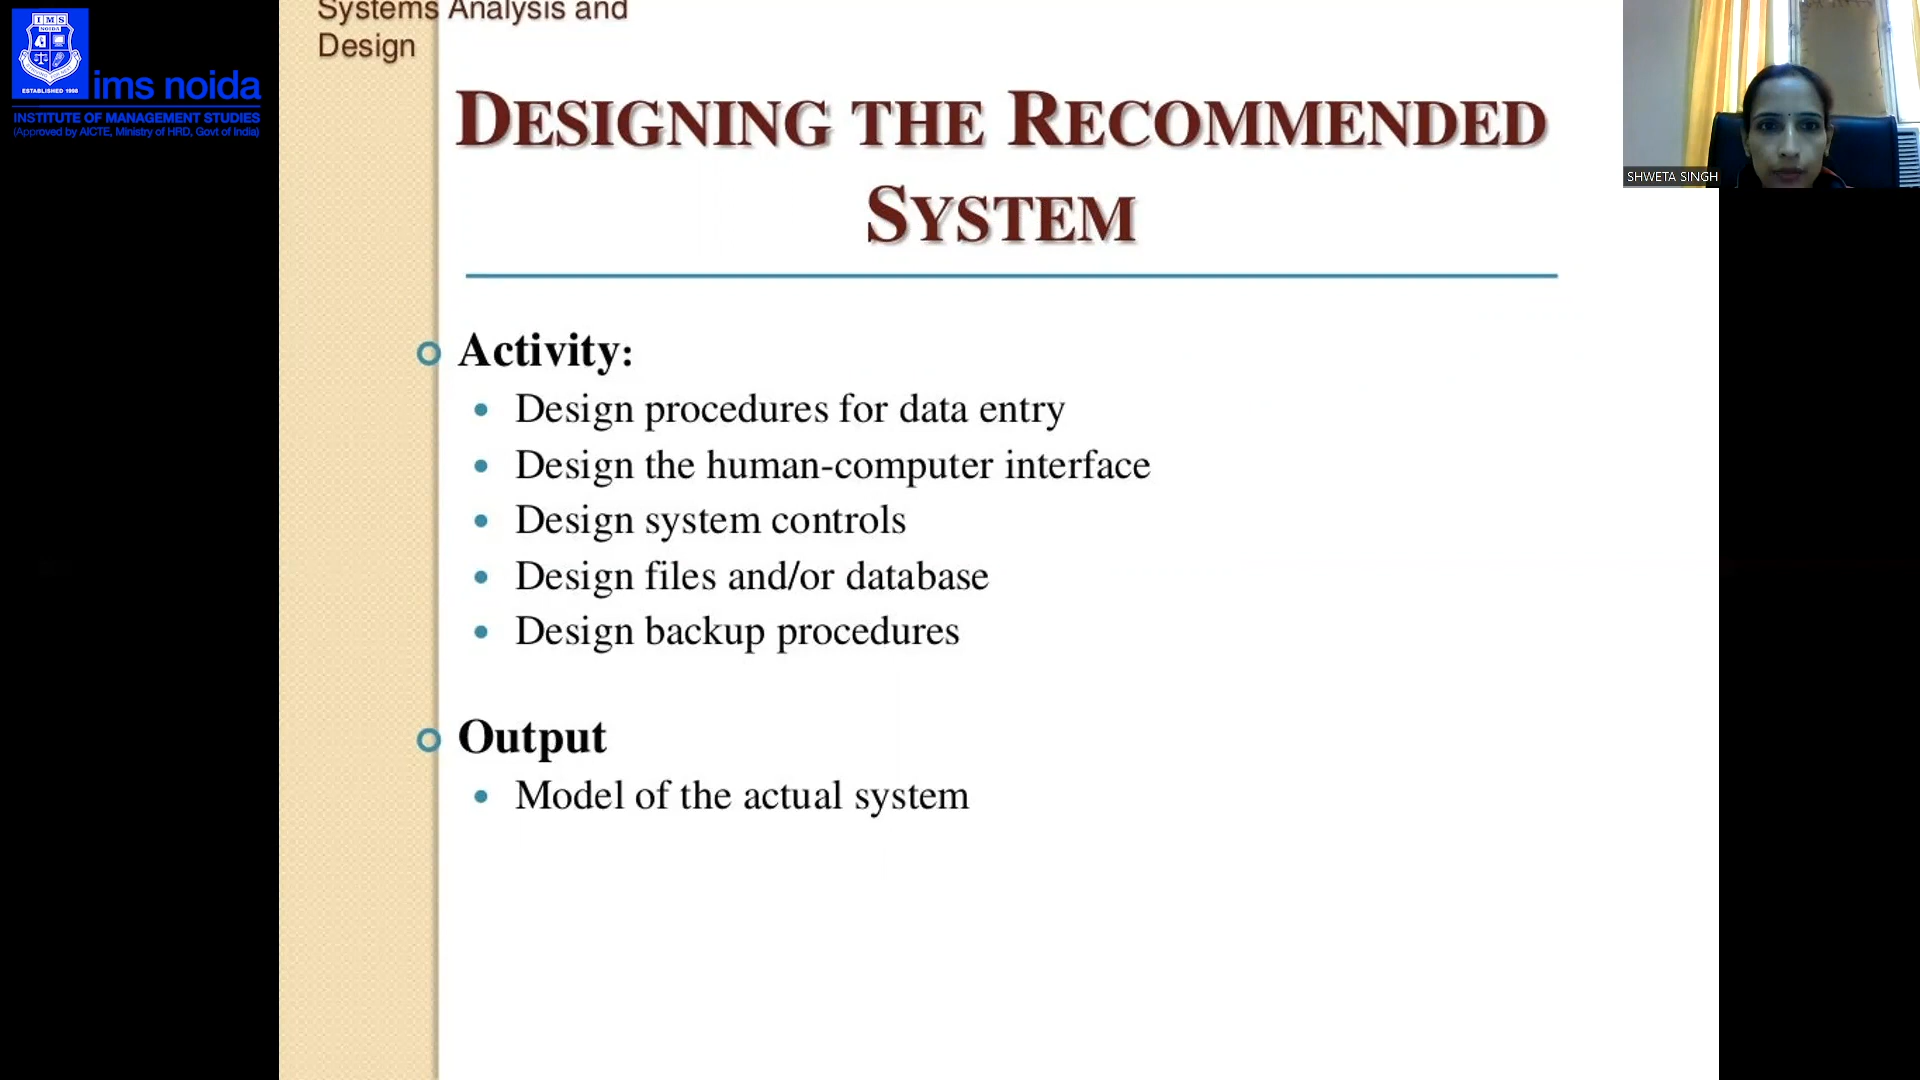 Systems Analysis and
Design
IMS
NOIDA
ESTABLISHED 1998
ims noida
INSTITUTE OF MANAGEMENT STUDIES
(Approved by AICTE, Ministry of HRD, Govt of India)
DESIGNING THE RECOMMENDED
SYSTEM
SHWETA SINGH
Activity:
Design procedures for data entry
Design the human-computer interface
Design system controls
Design files and/or database
Design backup procedures
Output
Model of the actual system